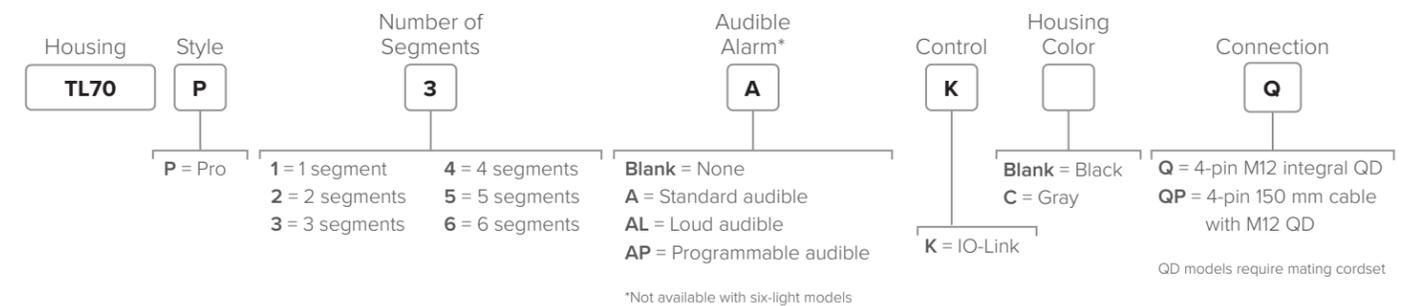 Housing
Style
Number of
Segments
Audible
Alarm*
Control
Housing
Color
Connection
TL70
P
3
A
K
Q
P = Pro
1 = 1 segment
2 = 2 segments
3 = 3 segments
4 = 4 segments
5 = 5 segments
6 = 6 segments
Blank = None
A = Standard audible
AL = Loud audible
AP = Programmable audible
*Not available with six-light models
K = IO-Link
Blank = Black
C = Gray
Q = 4-pin M12 integral QD
QP = 4-pin 150 mm cable
with M12 QD
QD models require mating cordset